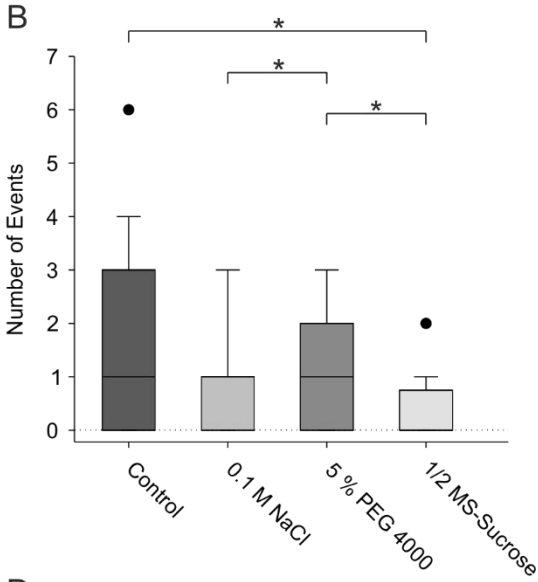 B
*
*
*
7
6
5
4
3
2
1
0
Number of Events
Control
0.1 M NaCl
5 % PEG 4000
1/2 MS-Sucrose